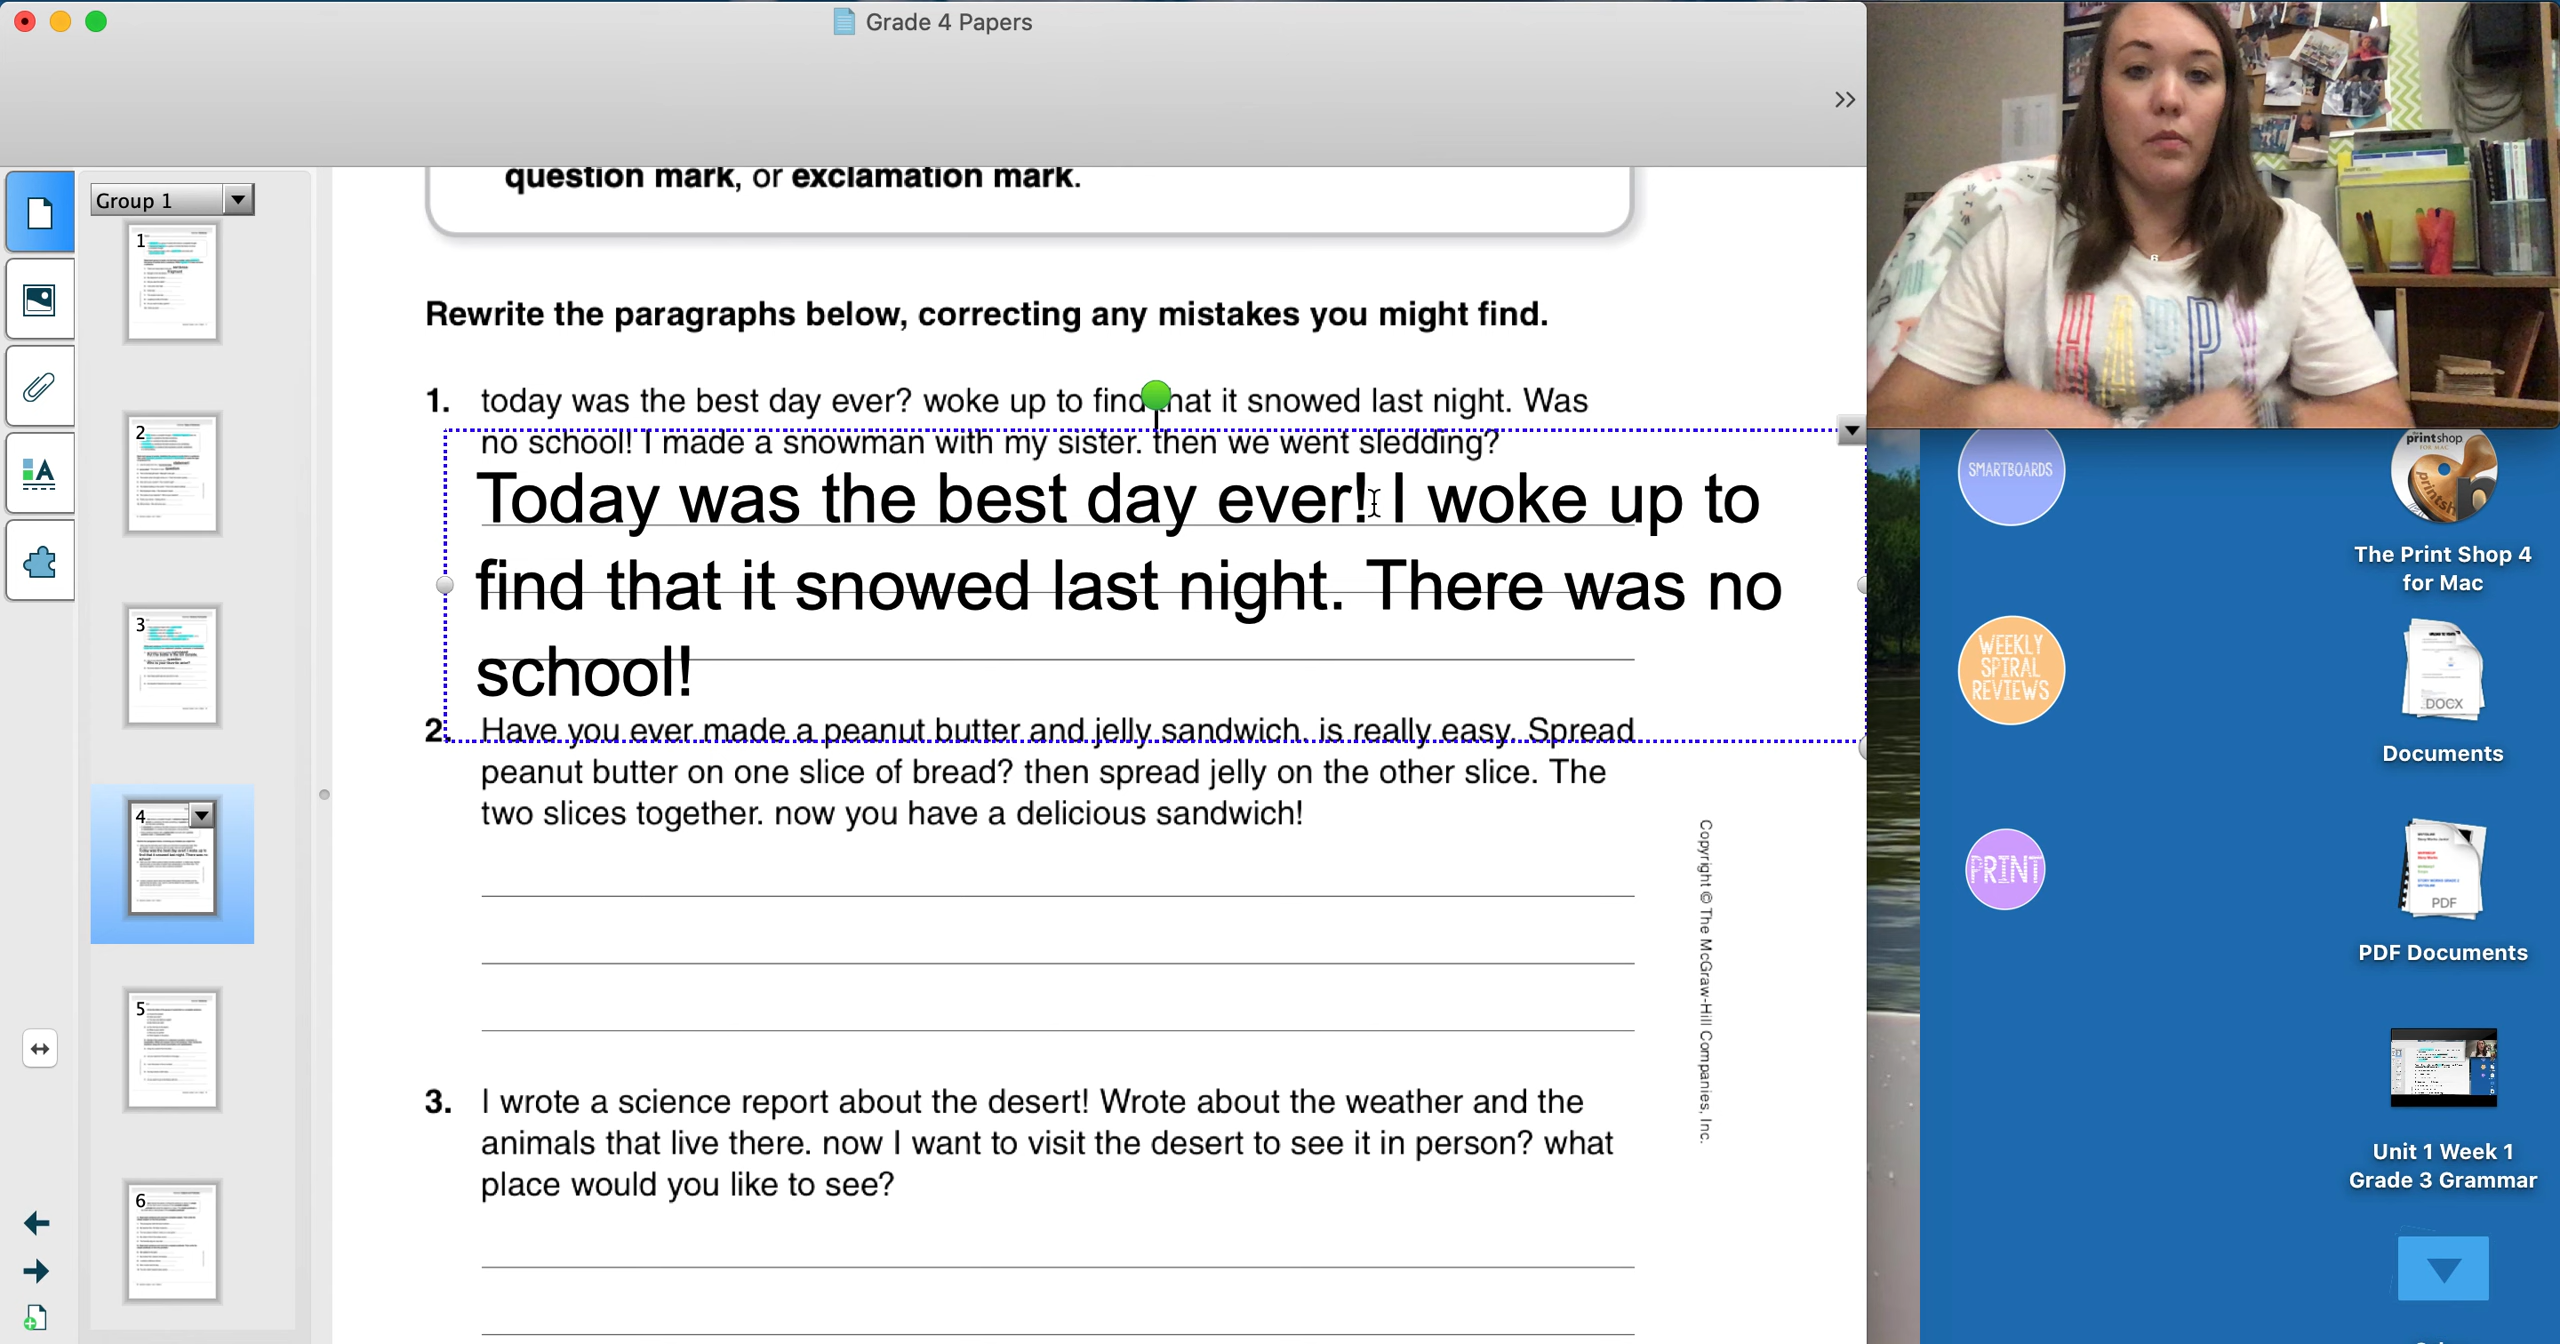 Grade 4 Papers
Group 1
1
2
3
4
5
6
question mark, or exclamation mark.
Rewrite the paragraphs below, correcting any mistakes you might find.
1. today was the best day ever? woke up to find that it snowed last night. Was
no school! I made a snowman with my sister. then we went sledding?
Today was the best day ever! I woke up to
find that it snowed last night. There was no
school!
2. Have you ever made a peanut butter and jelly sandwich. is really easy. Spread
peanut butter on one slice of bread? then spread jelly on the other slice. The
two slices together. now you have a delicious sandwich!
3. I wrote a science report about the desert! Wrote about the weather and the
animals that live there. now I want to visit the desert to see it in person? what
place would you like to see?
Copyright © The McGraw-Hill Companies, Inc.
HAPPY
SMARTBOARDS
WEEKLY
SPIRAL
REVIEWS
PRINT
printshop
The Print Shop 4
for Mac
DOCX
Documents
PDF
PDF Documents
Unit 1 Week 1
Grade 3 Grammar